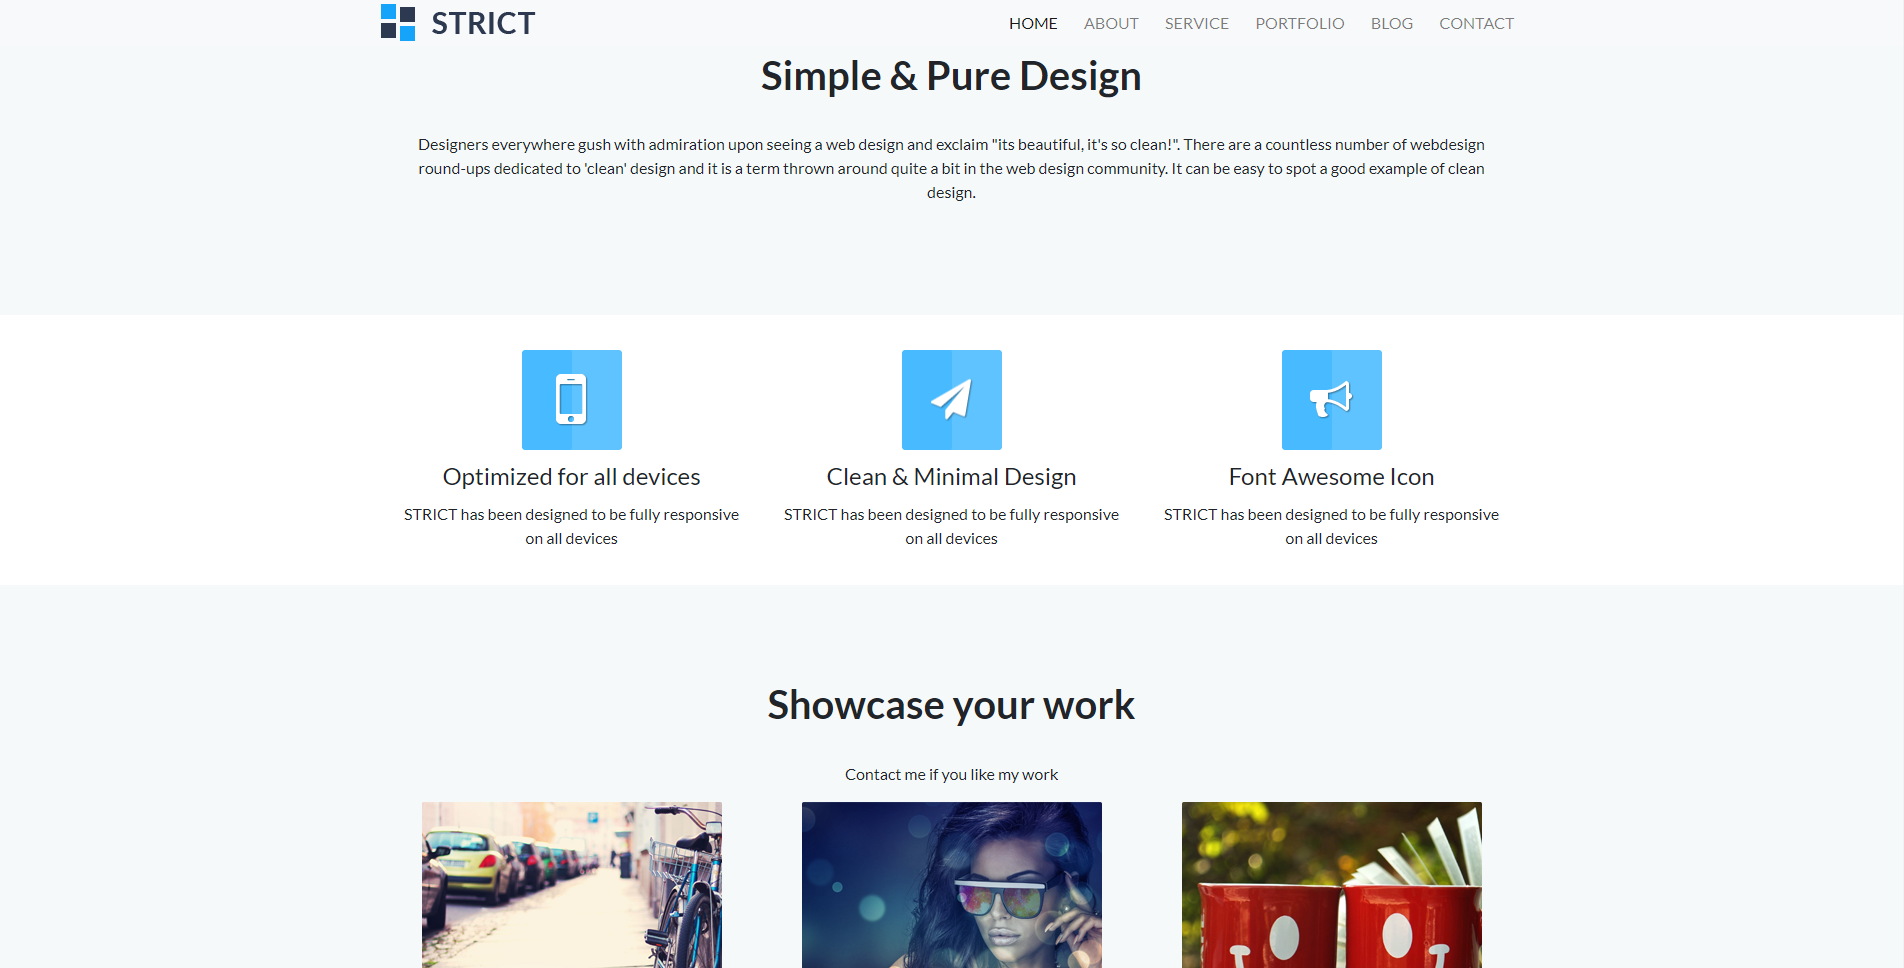 STRICT
HOME ABOUT SERVICE PORTFOLIO BLOG CONTACT
Simple & Pure Design
Designers everywhere gush with admiration upon seeing a web design and exclaim "its beautiful, it's so clean!". There are a countless number of webdesign
round-ups dedicated to 'clean' design and it is a term thrown around quite a bit in the web design community. It can be easy to spot a good example of clean
design.
Optimized for all devices
STRICT has been designed to be fully responsive
on all devices
Clean & Minimal Design
STRICT has been designed to be fully responsive
on all devices
Font Awesome Icon
STRICT has been designed to be fully responsive
on all devices
Showcase your work
Contact me if you like my work